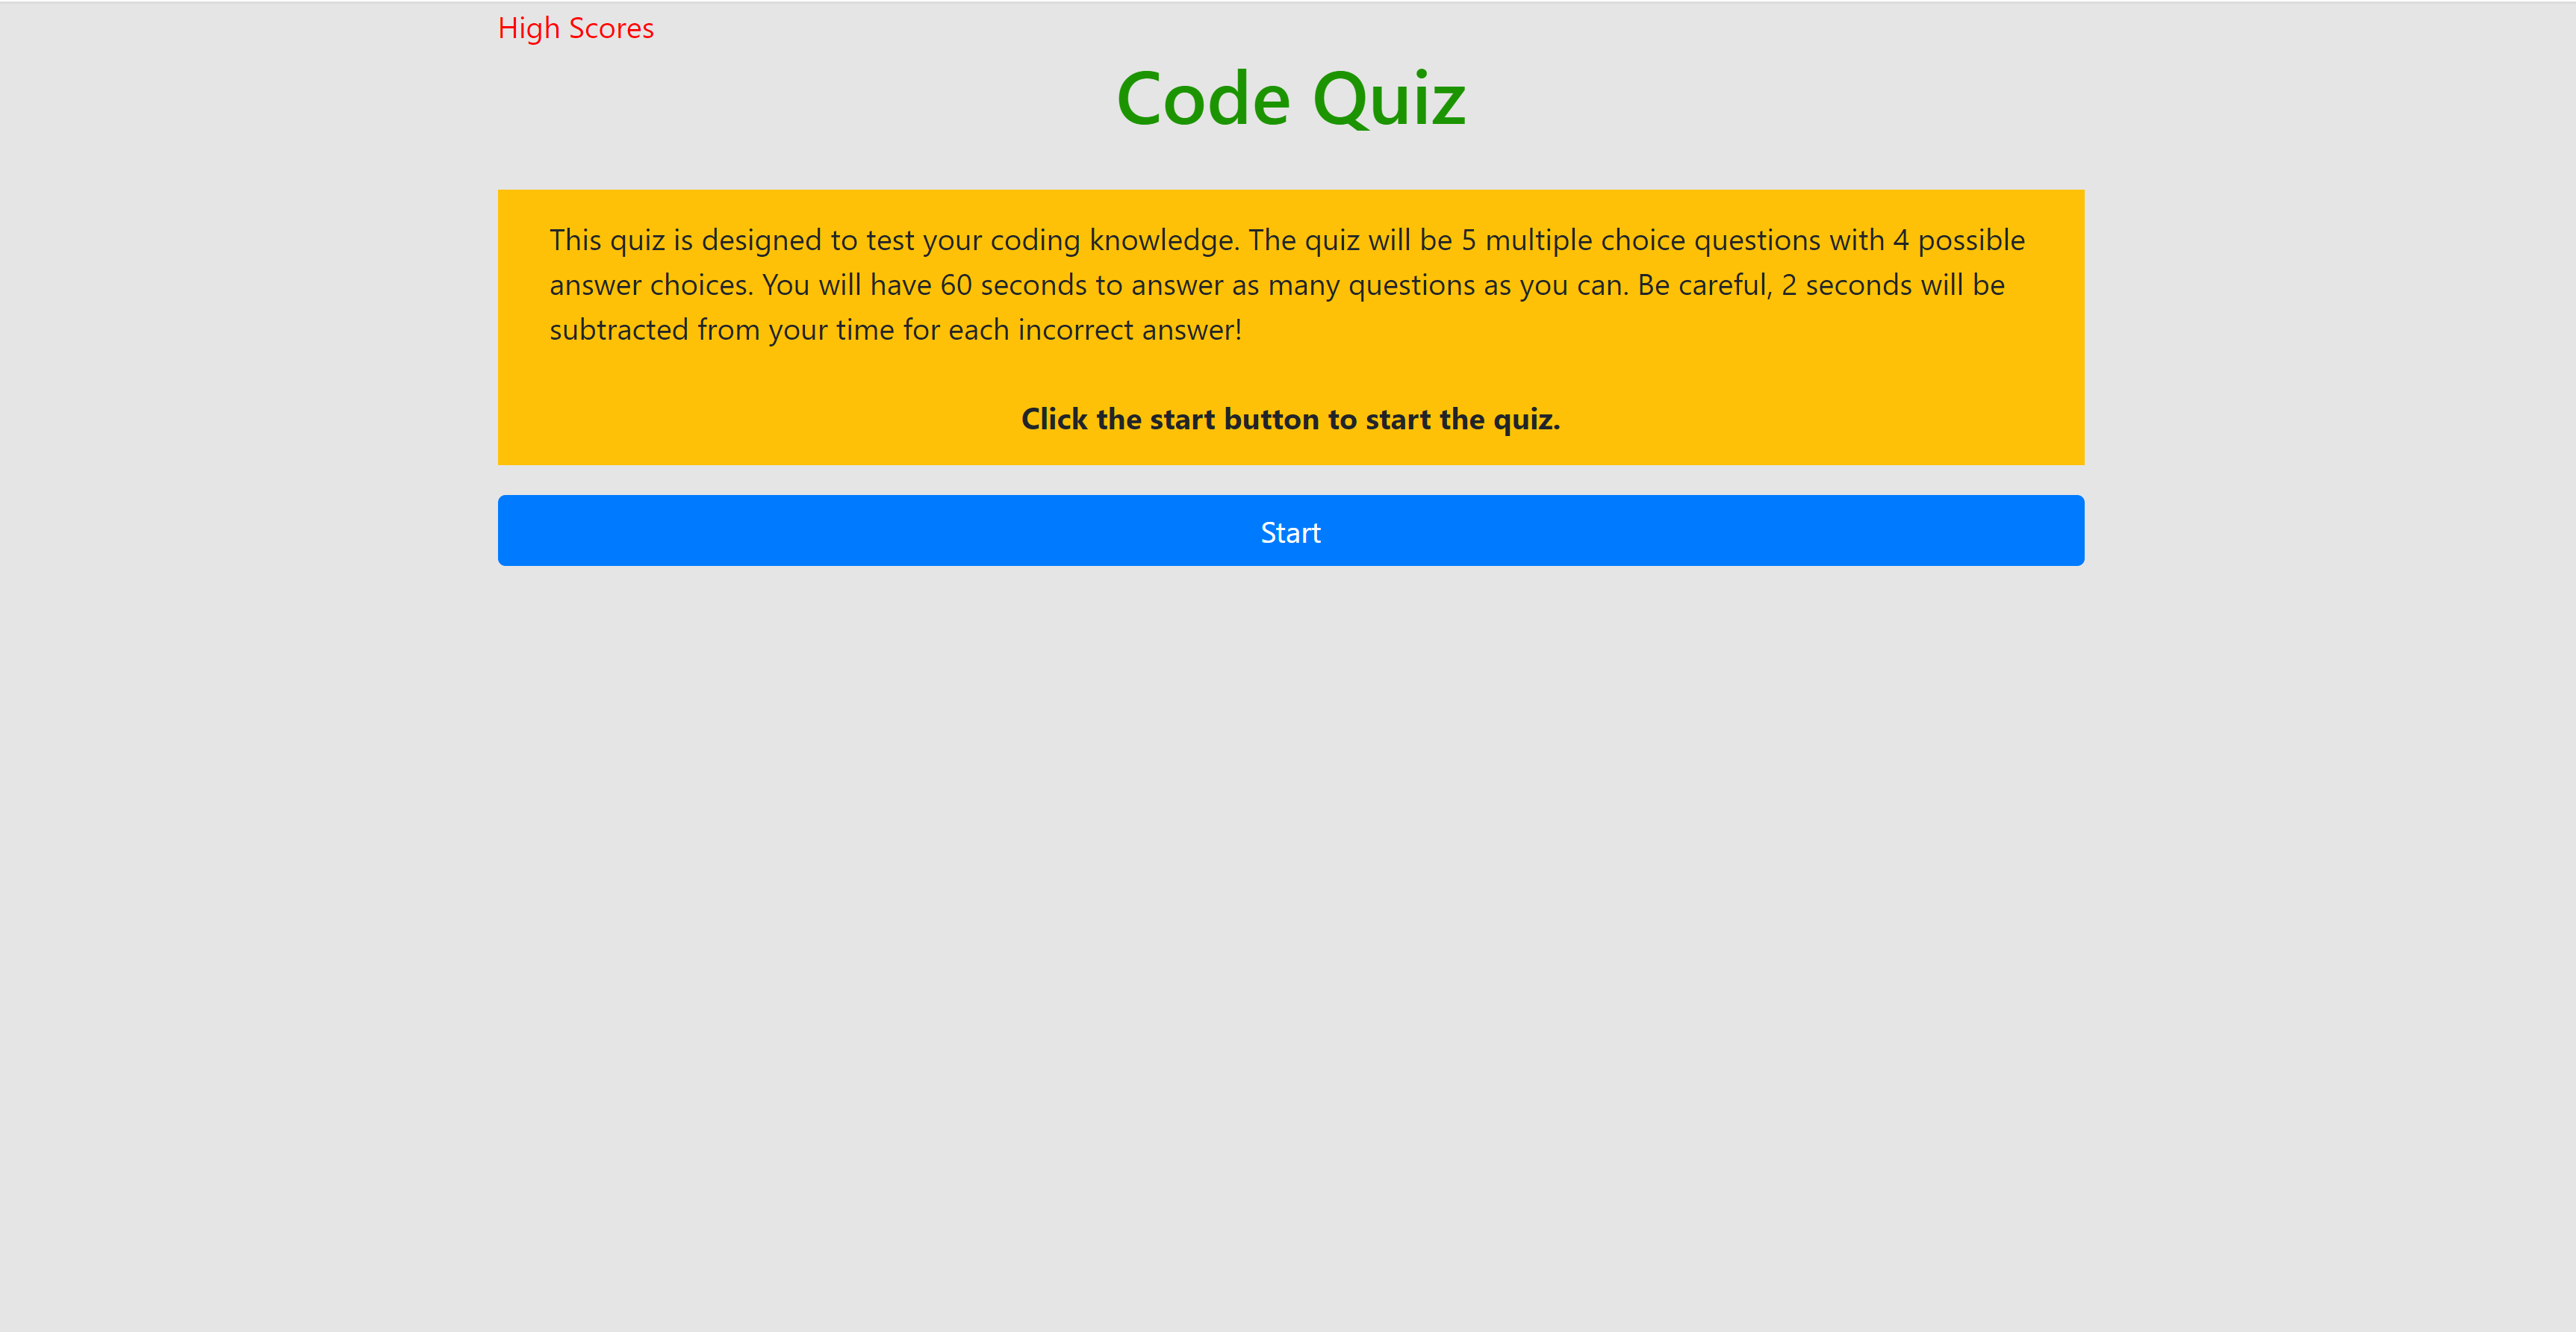 High Scores
Code Quiz
This quiz is designed to test your coding knowledge. The quiz will be 5 multiple choice questions with 4 possible
answer choices. You will have 60 seconds to answer as many questions as you can. Be careful, 2 seconds will be
subtracted from your time for each incorrect answer!
Click the start button to start the quiz.
Start